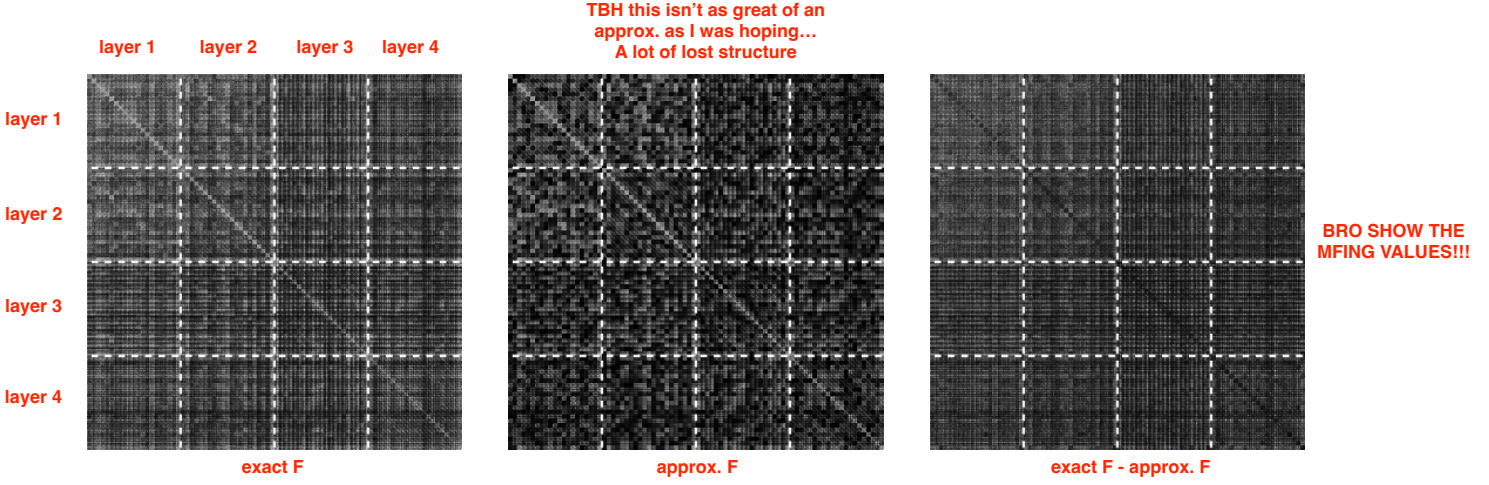 TBH this isn’t as great of an
approx. as I was hoping…
A lot of lost structure
layer 1 layer 2 layer 3 layer 4
layer 1
layer 2
layer 3
layer 4
BRO SHOW THE
MFING VALUES!!!
exact F
approx. F
exact F - approx. F